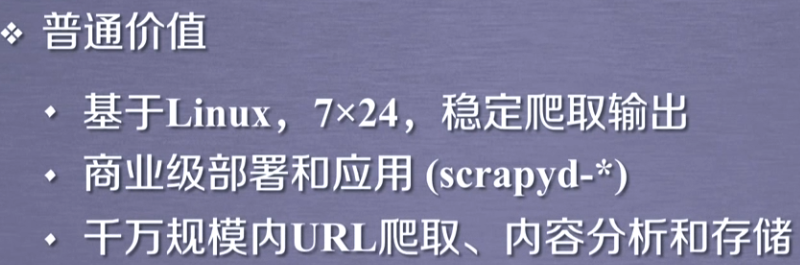 ❖ 普通价值
• 基于Linux，7×24，稳定爬取输出
• 商业级部署和应用 (scrapyd-*)
• 千万规模内URL爬取、内容分析和存储